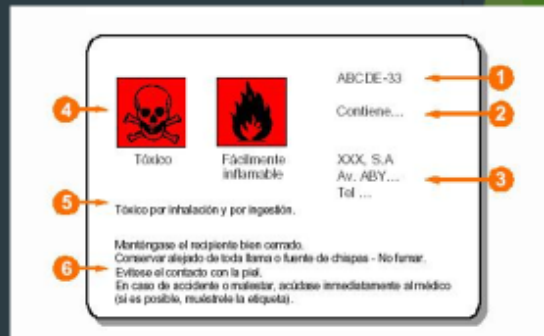 ABCDE-33
1
Contiene...
2
4
Tóxico
Fácilmente
inflamable
XXX, S.A
Av. ABY...
Tel ...
3
5
Tóxico por inhalación y por ingestión.
Manténgase el recipiente bien cerrado.
Conservar alejado de toda llama o fuente de chispas - No fumar.
6
Evítese el contacto con la piel.
En caso de accidente o malestar, acúdase inmediatamente al médico
(si es posible, muéstrele la etiqueta).